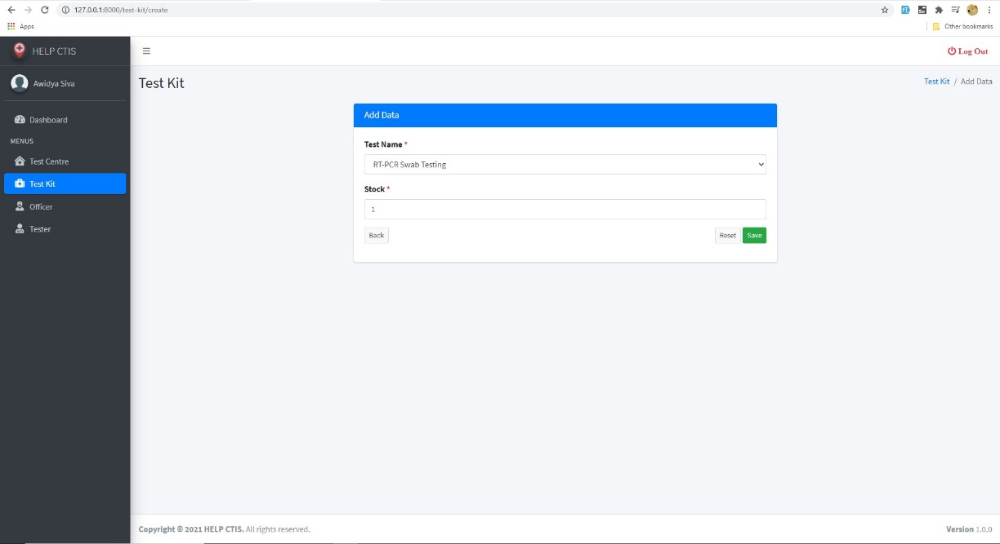 127.0.0.1:8000/test-kit/create
Apps
Other bookmarks
HELP CTIS
Log Out
Awidya Siva
Test Kit
Test Kit / Add Data
Dashboard
MENUS
Test Centre
Test Kit
Officer
Tester
Add Data
Test Name *
RT-PCR Swab Testing
Stock *
1
Back
Reset
Save
Copyright © 2021 HELP CTIS. All rights reserved.
Version 1.0.0